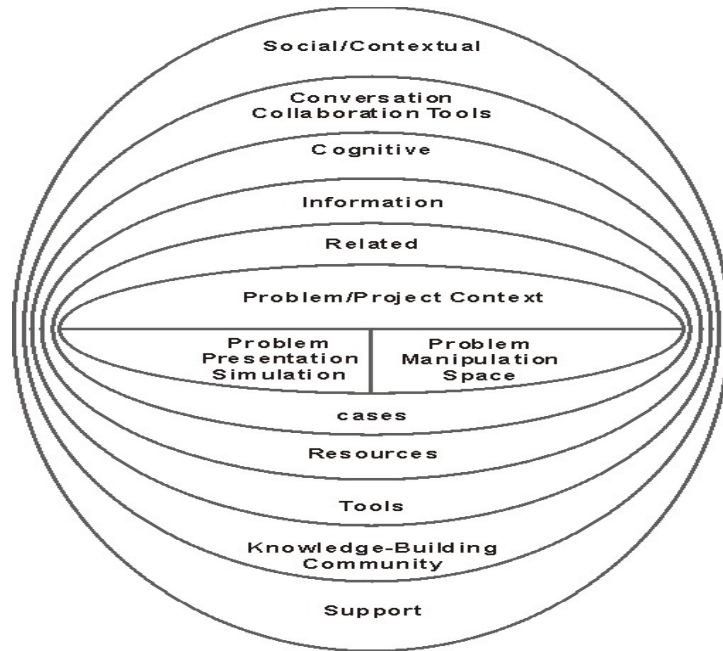 Social/Contextual
Conversation
Collaboration Tools
Cognitive
Information
Related
Problem/Project Context
Problem
Presentation
Simulation
Problem
Manipulation
Space
cases
Resources
Tools
Knowledge-Building
Community
Support